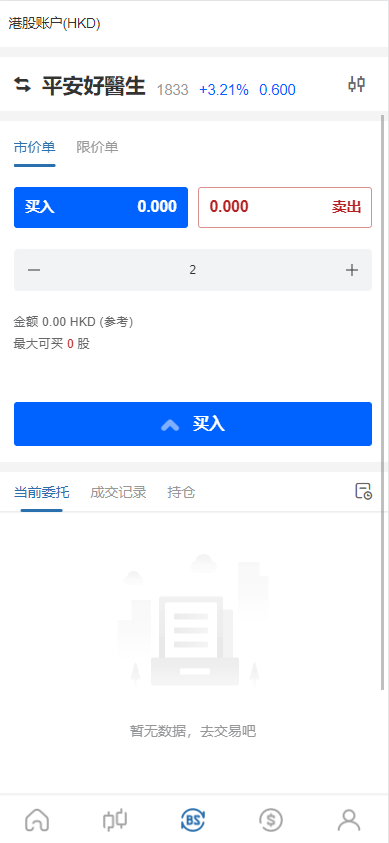 港股账户(HKD)
平安好醫生 1833 +3.21% 0.600
市价单 限价单
买入 0.000 0.000 卖出
2
金额 0.00 HKD (参考)
最大可买 0 股
买入
当前委托 成交记录 持仓
暂无数据，去交易吧
BS